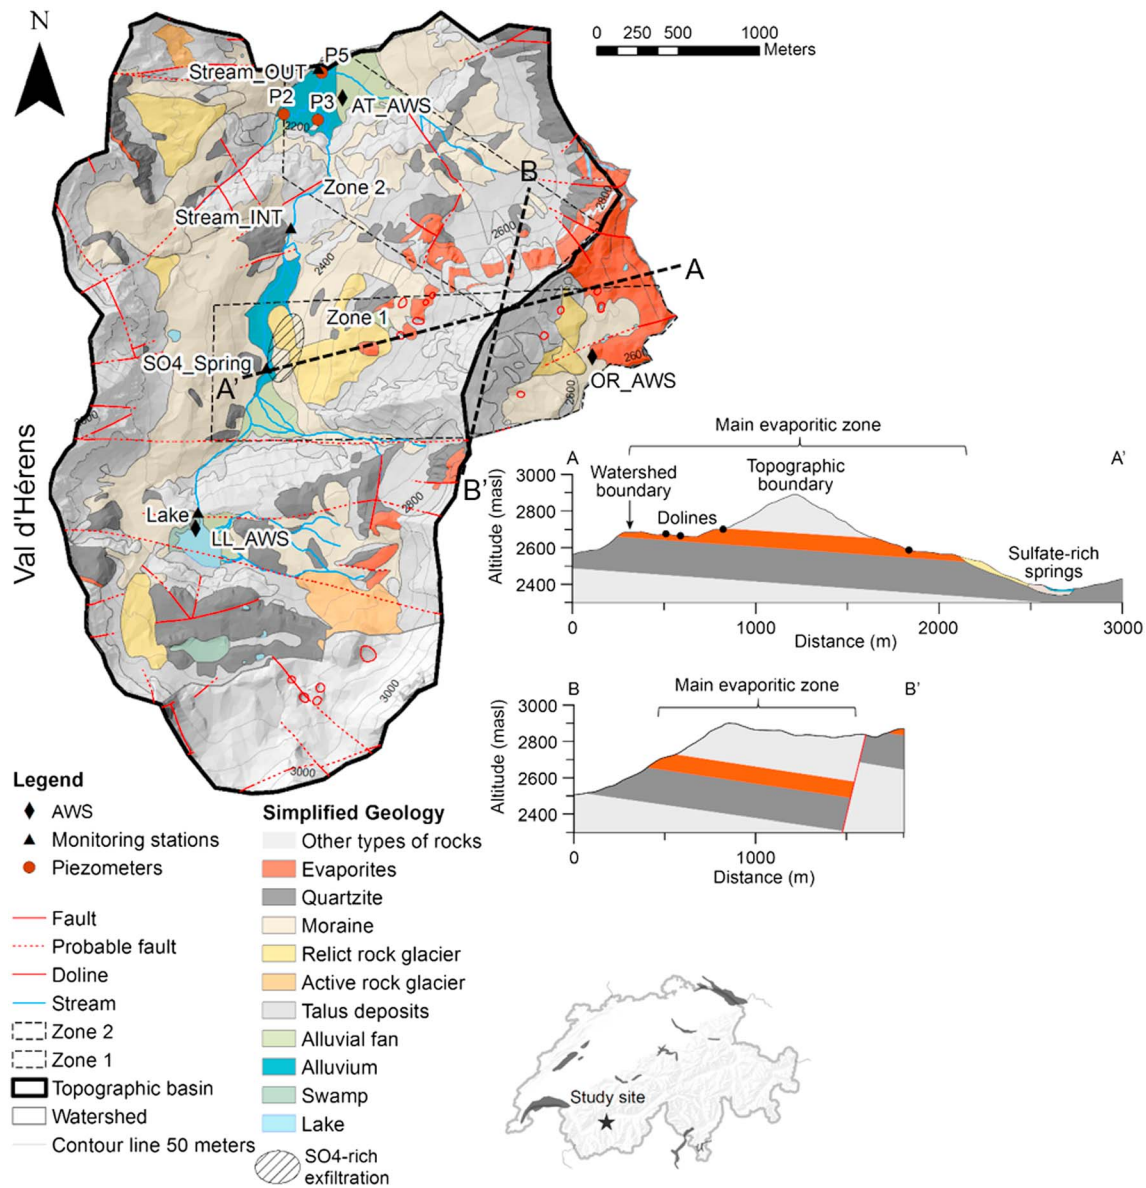 N
0 250 500 1000
Meters
P5
Stream_OUT
P2 P3 AT_AWS
2200
B
Zone 2
2800
Stream_INT
2600
2400
A
Zone 1
SO4_Spring
2600
A'
OR_AWS
2600
Val d'Hérens
B'
2800
Lake
LL_AWS
3000
3000
Main evaporitic zone
A A'
3000
Watershed
boundary
Topographic
boundary
2800
Dolines
2600
Sulfate-rich
springs
2400
Altitude (masl)
0 1000 2000 3000
Distance (m)
B Main evaporitic zone B'
3000
2800
2600
2400
Altitude (masl)
0 1000
Distance (m)
Legend
AWS
Monitoring stations
Piezometers
Fault
Probable fault
Doline
Stream
Zone 2
Zone 1
Topographic basin
Watershed
Contour line 50 meters
Simplified Geology
Other types of rocks
Evaporites
Quartzite
Moraine
Relict rock glacier
Active rock glacier
Talus deposits
Alluvial fan
Alluvium
Swamp
Lake
SO4-rich
exfiltration
Study site